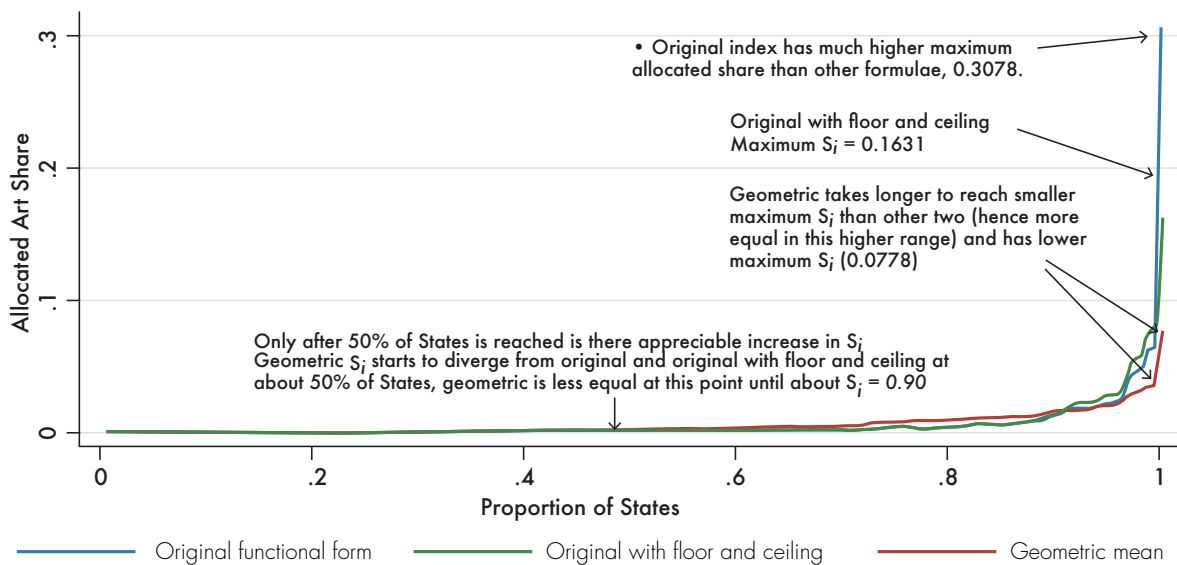 .3
.2
.1
0
Allocated Art Share
• Original index has much higher maximum
allocated share than other formulae, 0.3078.
Original with floor and ceiling
Maximum Si = 0.1631
Geometric takes longer to reach smaller
maximum Si than other two (hence more
equal in this higher range) and has lower
maximum Si (0.0778)
Only after 50% of States is reached is there appreciable increase in Si
Geometric Si starts to diverge from original and original with floor and ceiling at
about 50% of States, geometric is less equal at this point until about Si = 0.90
0 .2 .4 .6 .8 1
Proportion of States
Original functional form Original with floor and ceiling Geometric mean